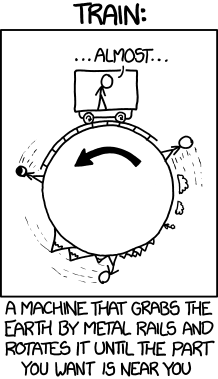 TRAIN:
...ALMOST...
A MACHINE THAT GRABS THE
EARTH BY METAL RAILS AND
ROTATES IT UNTIL THE PART
YOU WANT IS NEAR YOU